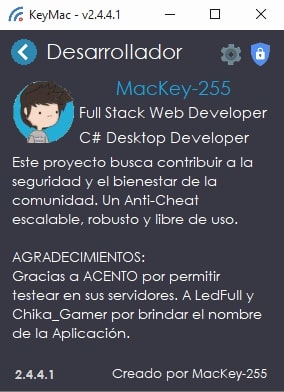 KeyMac - v2.4.4.1
Desarrollador
MacKey-255
Full Stack Web Developer
C# Desktop Developer
Este proyecto busca contribuir a la
seguridad y el bienestar de la
comunidad. Un Anti-Cheat
escalable, robusto y libre de uso.
AGRADECIMIENTOS:
Gracias a ACENTO por permitir
testear en sus servidores. A LedFull y
Chika_Gamer por brindar el nombre
de la Aplicación.
2.4.4.1 Creado por MacKey-255